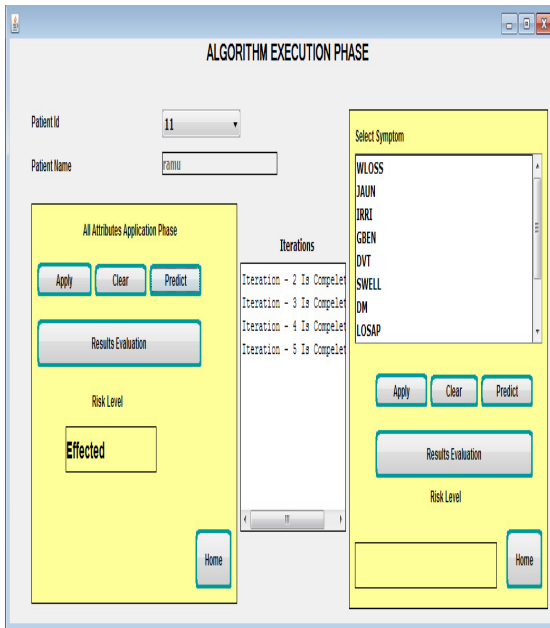 ALGORITHM EXECUTION PHASE
Patient Id
11
Patient Name
ramu
All Attributes Application Phase
Apply
Clear
Predict
Results Evaluation
Risk Level
Effected
Home
Itrations
Iteration - 2 Is Compelet
Iteration - 3 Is Compelet
Iteration - 4 Is Compelet
Iteration - 5 Is Compelet
Select Symptom
WLOSS
JAUN
IRRI
GBEN
DVT
SWELL
DM
LOSAP
Apply
Clear
Predict
Results Evaluation
Risk Level
Home